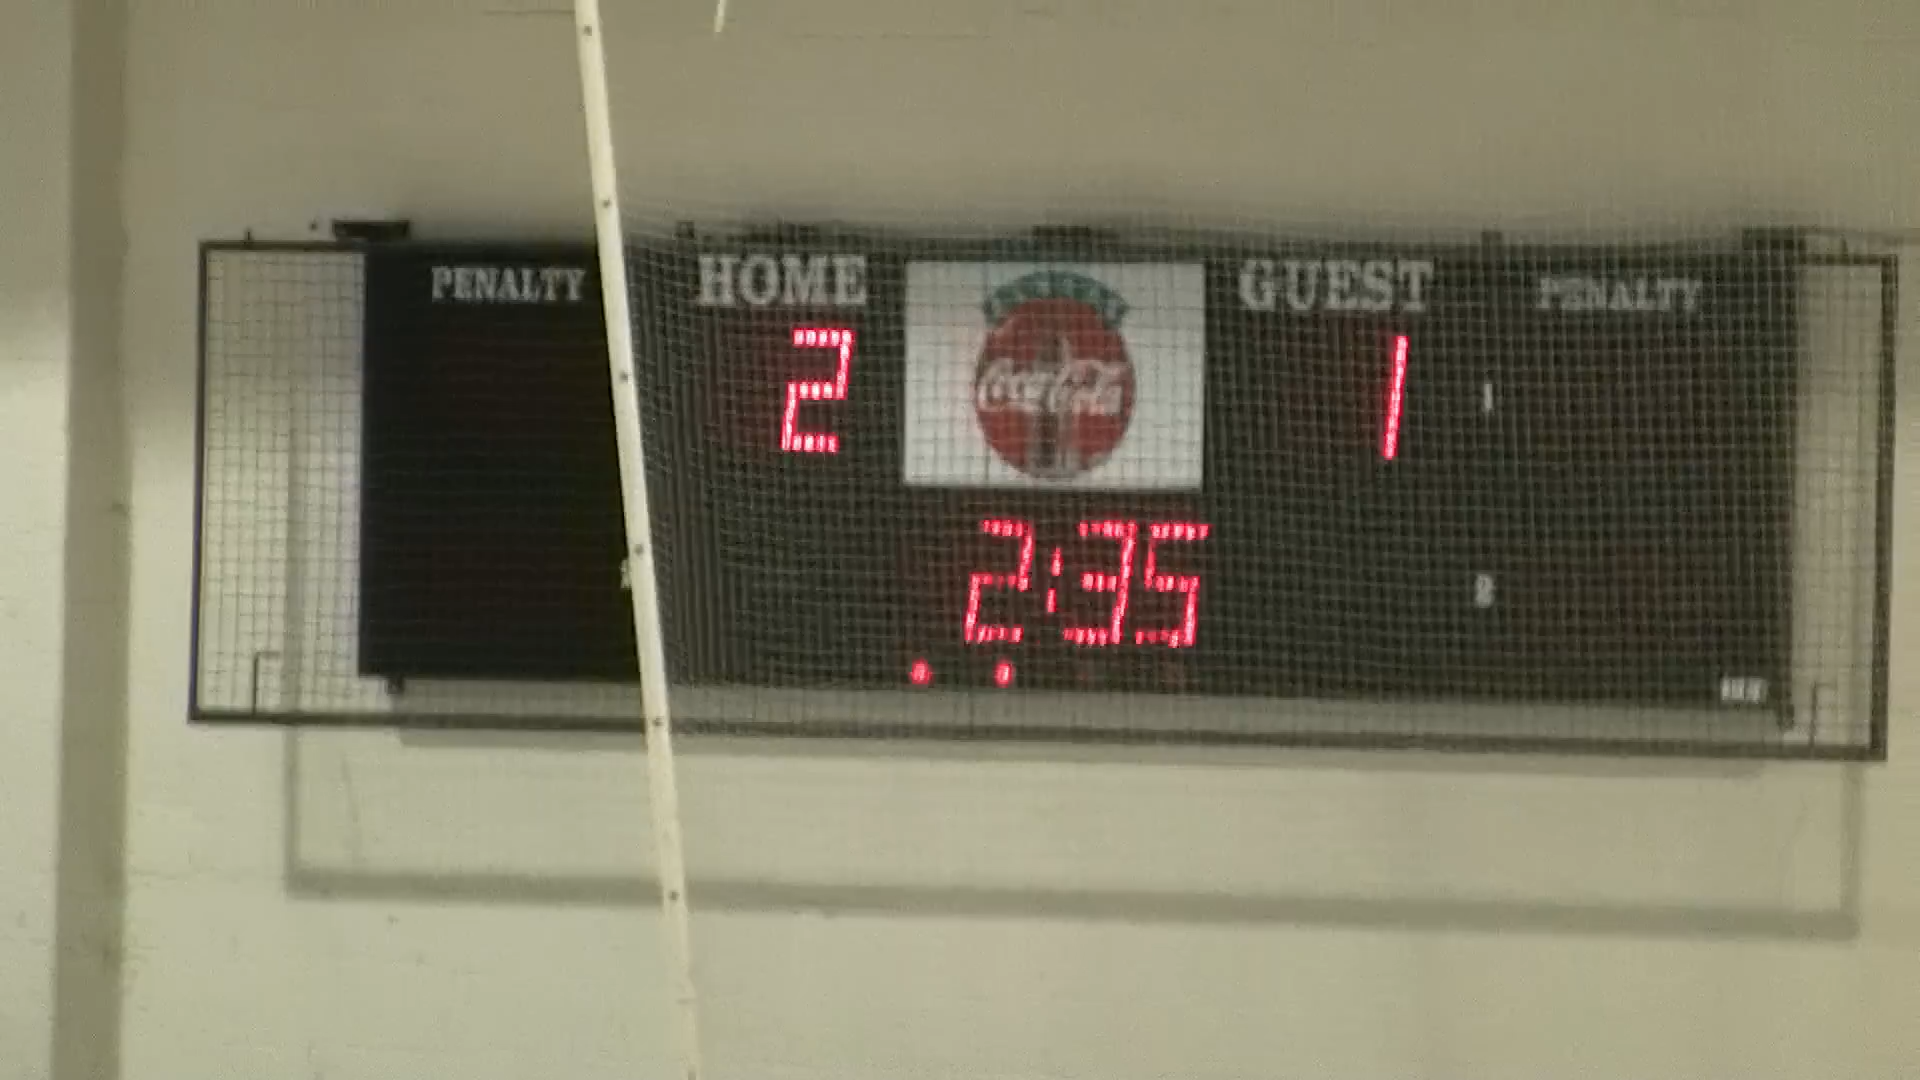 PENALTY HOME GUEST PENALTY
2 Coca-Cola 1 1
2:35
2